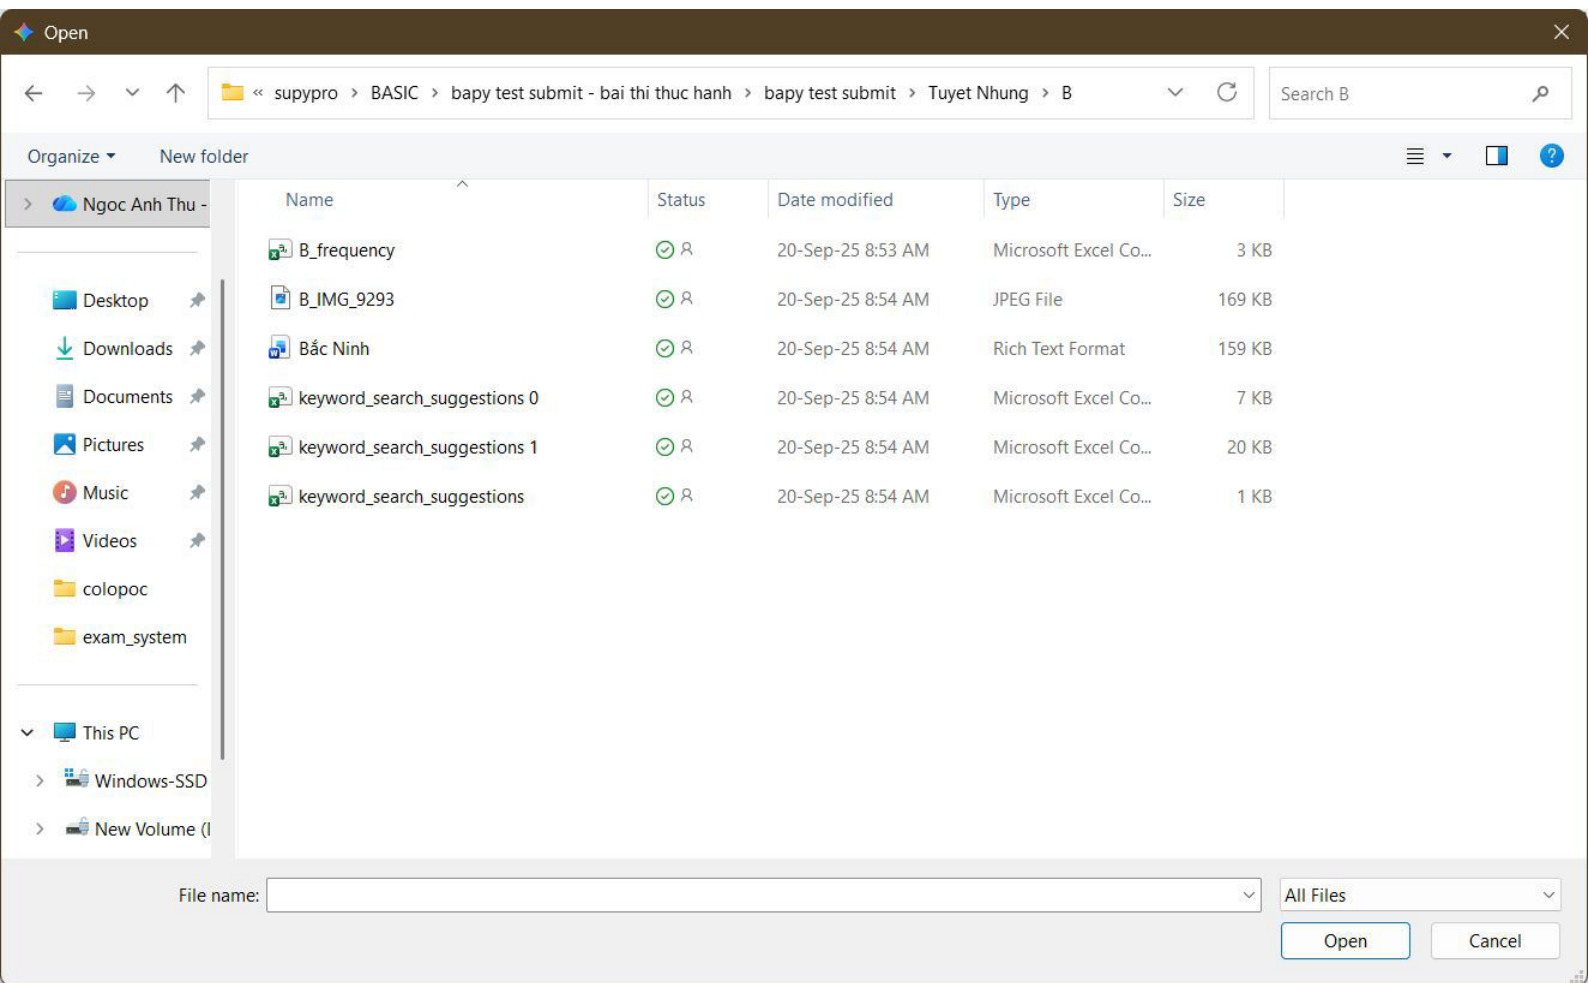 Open
« supypro > BASIC > bapy test submit - bai thi thuc hanh > bapy test submit > Tuyet Nhung > B
Search B
Organize
New folder
Ngoc Anh Thu -
Name Status Date modified Type Size
B_frequency 20-Sep-25 8:53 AM Microsoft Excel Co... 3 KB
B_IMG_9293 20-Sep-25 8:54 AM JPEG File 169 KB
Bắc Ninh 20-Sep-25 8:54 AM Rich Text Format 159 KB
keyword_search_suggestions 0 20-Sep-25 8:54 AM Microsoft Excel Co... 7 KB
keyword_search_suggestions 1 20-Sep-25 8:54 AM Microsoft Excel Co... 20 KB
keyword_search_suggestions 20-Sep-25 8:54 AM Microsoft Excel Co... 1 KB
Desktop
Downloads
Documents
Pictures
Music
Videos
colopoc
exam_system
This PC
Windows-SSD
New Volume (
File name:
All Files
Open
Cancel